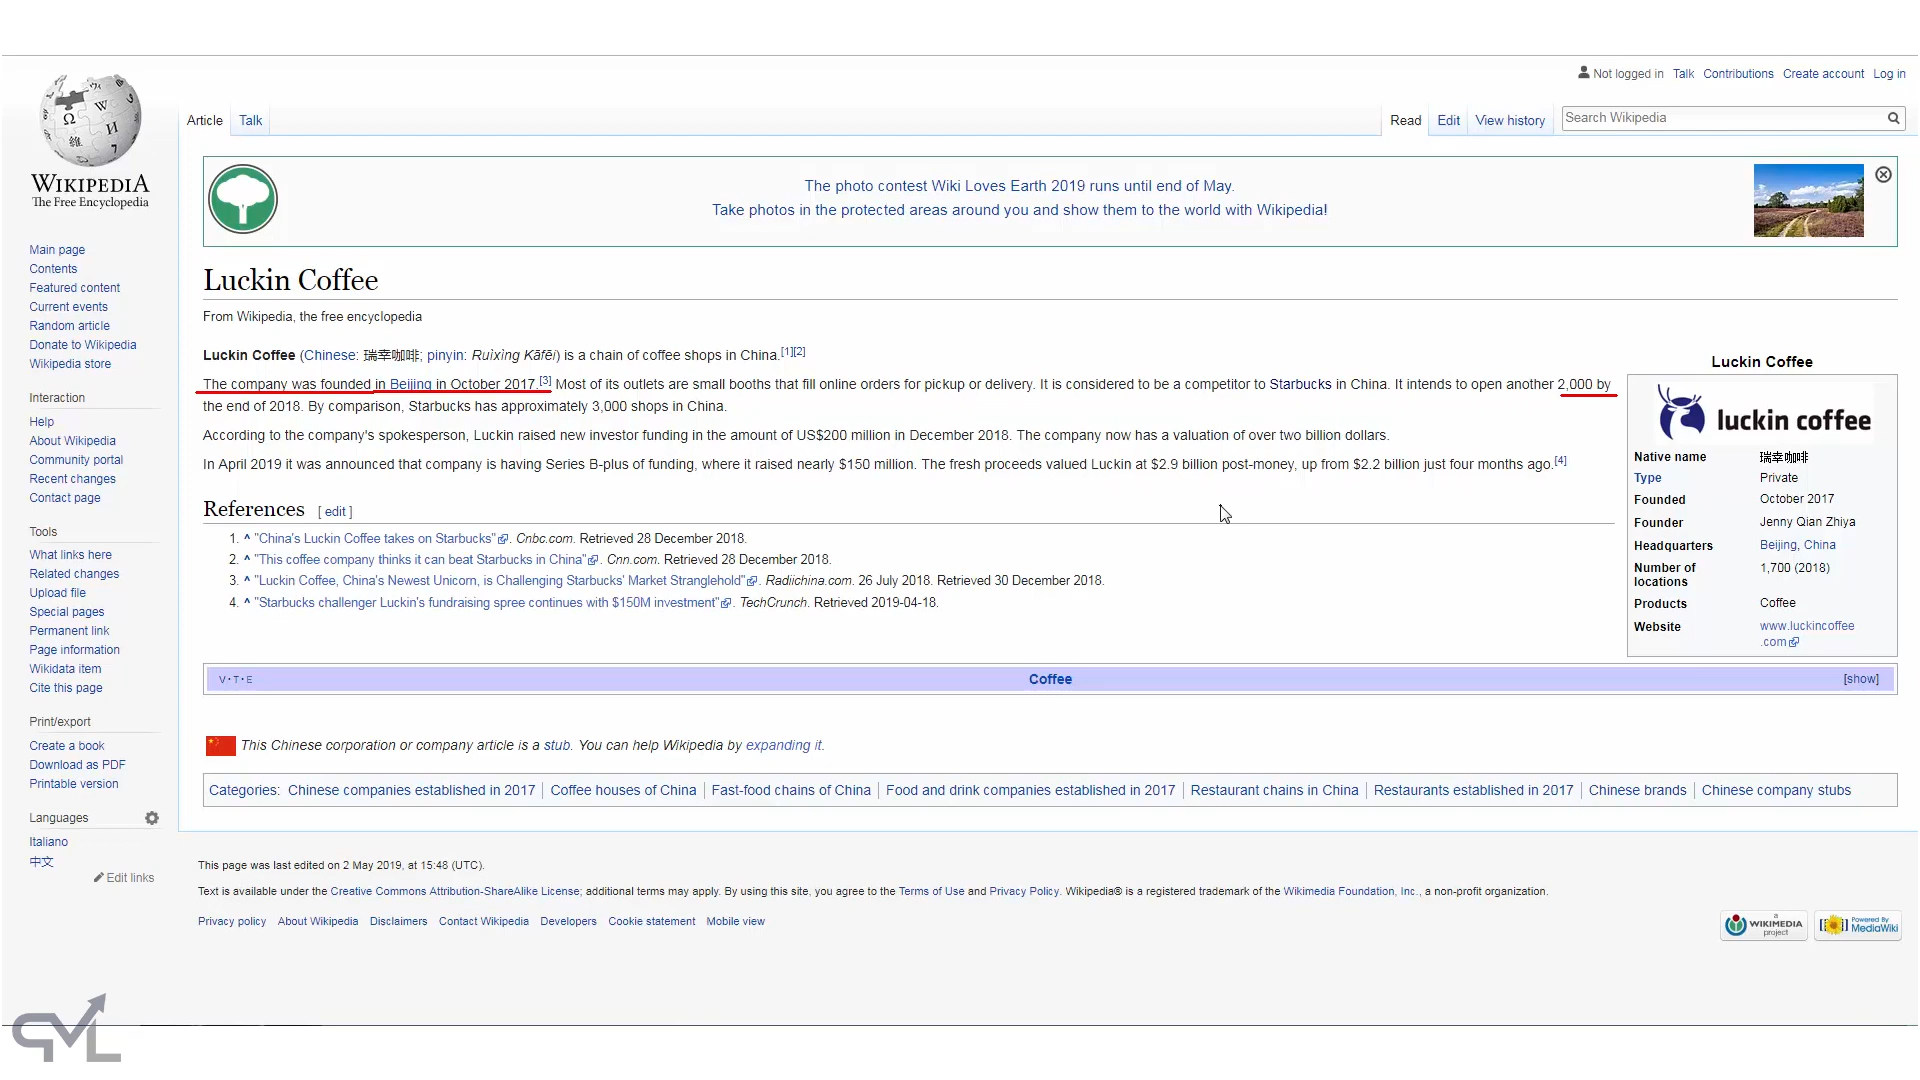 Not logged in Talk Contributions Create account Log in
WIKIPEDIA
The Free Encyclopedia
Article Talk
Read Edit View history Search Wikipedia
The photo contest Wiki Loves Earth 2019 runs until end of May.
Take photos in the protected areas around you and show them to the world with Wikipedia!
Main page
Contents
Featured content
Current events
Random article
Donate to Wikipedia
Wikipedia store
Interaction
Help
About Wikipedia
Community portal
Recent changes
Contact page
Tools
What links here
Related changes
Upload file
Special pages
Permanent link
Page information
Wikidata item
Cite this page
Print/export
Create a book
Download as PDF
Printable version
Languages
Italiano
中文
Edit links
Luckin Coffee
From Wikipedia, the free encyclopedia
Luckin Coffee (Chinese: 瑞幸咖啡; pinyin: Ruìxìng Kāfēi) is a chain of coffee shops in China.[1][2]
The company was founded in Beijing in October 2017.[3] Most of its outlets are small booths that fill online orders for pickup or delivery. It is considered to be a competitor to Starbucks in China. It intends to open another 2,000 by
the end of 2018. By comparison, Starbucks has approximately 3,000 shops in China.
According to the company's spokesperson, Luckin raised new investor funding in the amount of US$200 million in December 2018. The company now has a valuation of over two billion dollars.
In April 2019 it was announced that company is having Series B-plus of funding, where it raised nearly $150 million. The fresh proceeds valued Luckin at $2.9 billion post-money, up from $2.2 billion just four months ago.[4]
Luckin Coffee
luckin coffee
Native name 瑞幸咖啡
Type Private
Founded October 2017
Founder Jenny Qian Zhiya
Headquarters Beijing, China
Number of
locations 1,700 (2018)
Products Coffee
Website www.luckincoffee
.com
References [ edit ]
1. ^ "China's Luckin Coffee takes on Starbucks". Cnbc.com. Retrieved 28 December 2018.
2. ^ "This coffee company thinks it can beat Starbucks in China". Cnn.com. Retrieved 28 December 2018.
3. ^ "Luckin Coffee, China's Newest Unicorn, is Challenging Starbucks' Market Stranglehold". Radiichina.com. 26 July 2018. Retrieved 30 December 2018.
4. ^ "Starbucks challenger Luckin's fundraising spree continues with $150M investment". TechCrunch. Retrieved 2019-04-18.
V·T·E Coffee [show]
This Chinese corporation or company article is a stub. You can help Wikipedia by expanding it.
Categories: Chinese companies established in 2017 | Coffee houses of China | Fast-food chains of China | Food and drink companies established in 2017 | Restaurant chains in China | Restaurants established in 2017 | Chinese brands | Chinese company stubs
This page was last edited on 2 May 2019, at 15:48 (UTC).
Text is available under the Creative Commons Attribution-ShareAlike License; additional terms may apply. By using this site, you agree to the Terms of Use and Privacy Policy. Wikipedia® is a registered trademark of the Wikimedia Foundation, Inc., a non-profit organization.
Privacy policy About Wikipedia Disclaimers Contact Wikipedia Developers Cookie statement Mobile view
a
WIKIMEDIA
project
Powered By
MediaWiki